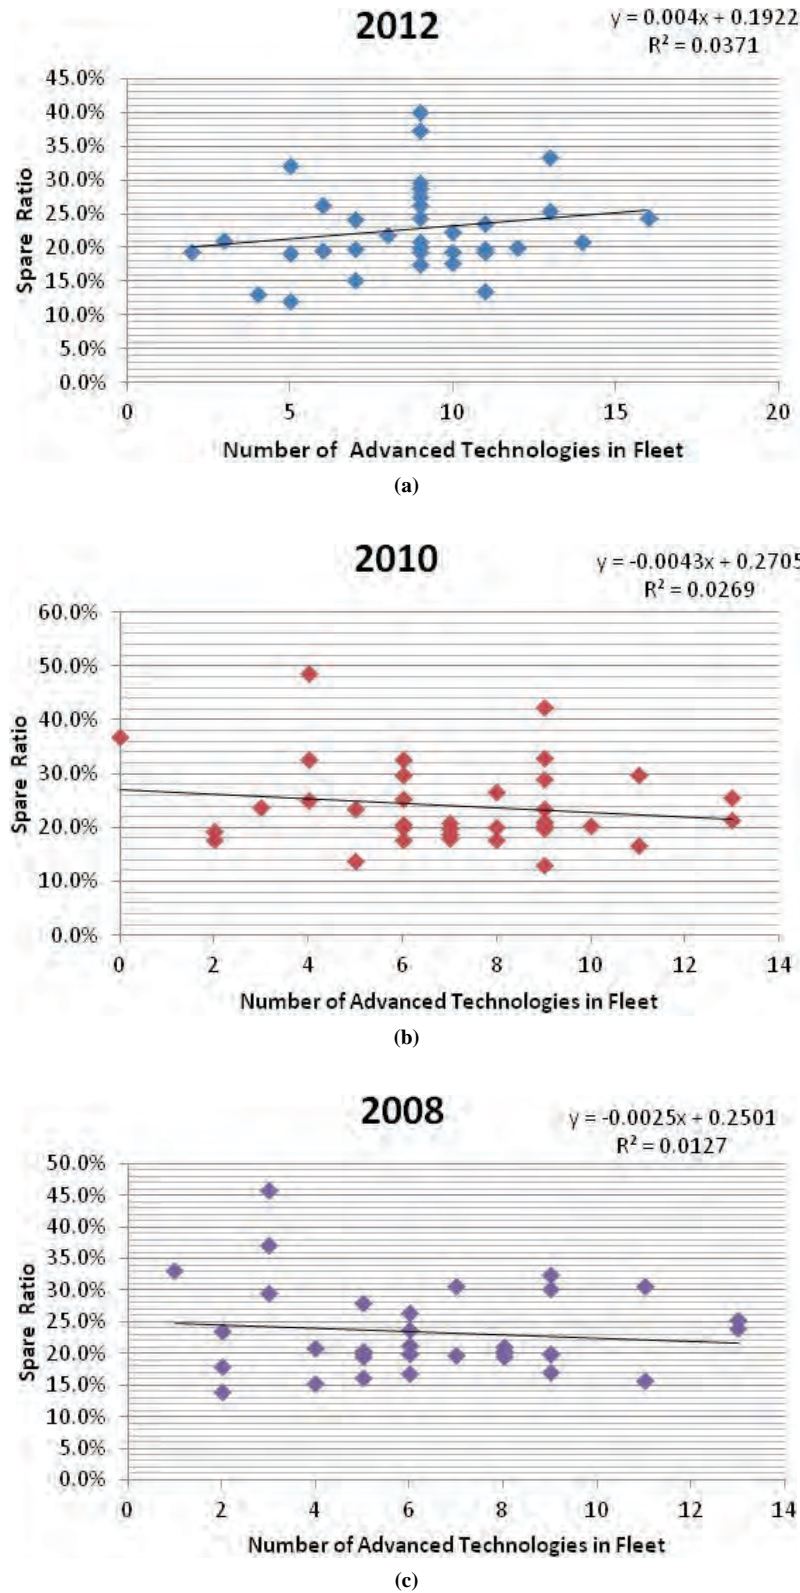 2012
y = 0.004x + 0.1922
R² = 0.0371
45.0%
40.0%
35.0%
30.0%
25.0%
20.0%
15.0%
10.0%
5.0%
0.0%
Spare Ratio
0 5 10 15 20
Number of Advanced Technologies in Fleet
(a)
2010
y = -0.0043x + 0.2705
R² = 0.0269
60.0%
50.0%
40.0%
30.0%
20.0%
10.0%
0.0%
Spare Ratio
0 2 4 6 8 10 12 14
Number of Advanced Technologies in Fleet
(b)
2008
y = -0.0025x + 0.2501
R² = 0.0127
50.0%
45.0%
40.0%
35.0%
30.0%
25.0%
20.0%
15.0%
10.0%
5.0%
0.0%
Spare Ratio
0 2 4 6 8 10 12 14
Number of Advanced Technologies in Fleet
(c)